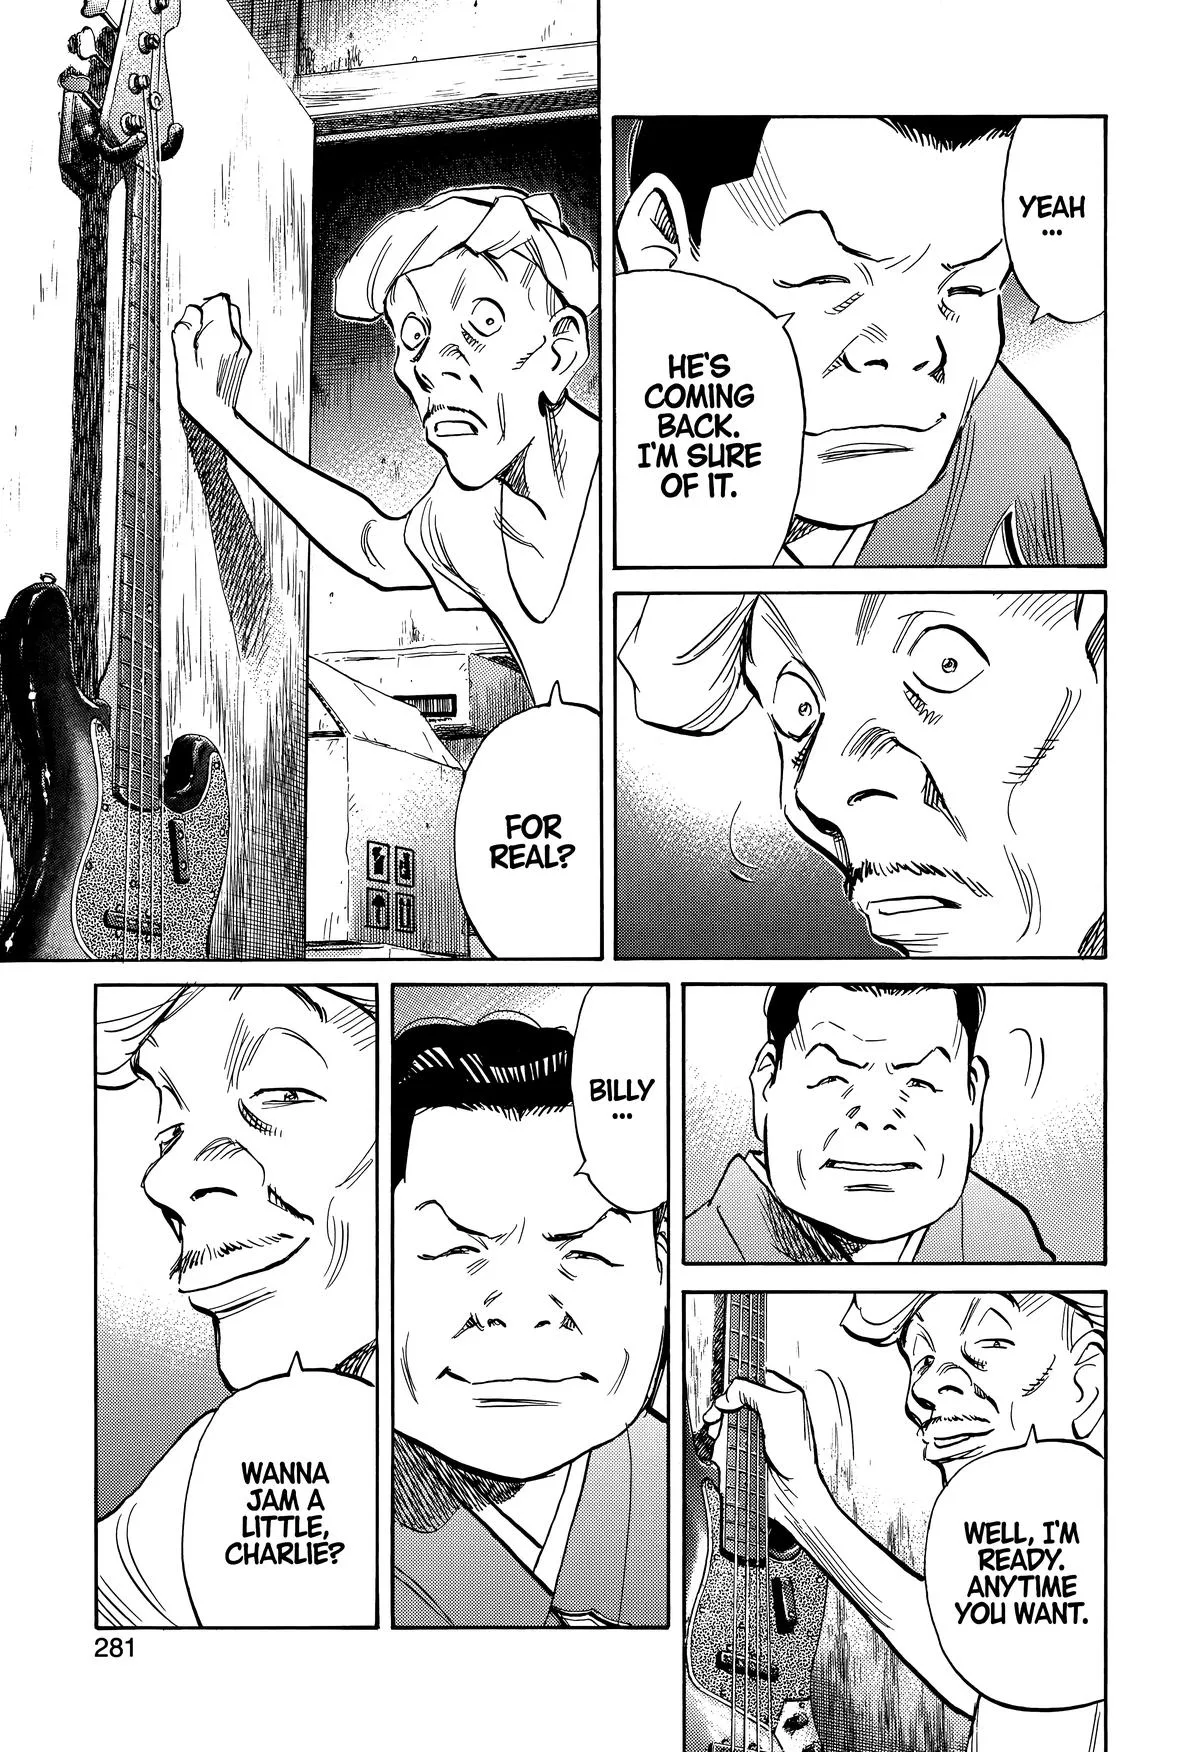 YEAH
...
HE'S
COMING
BACK.
I'M SURE
OF IT.
FOR
REAL?
WELL, I'M
READY.
ANYTIME
YOU WANT.
BILLY
...
WANNA
JAM A
LITTLE,
CHARLIE?
281